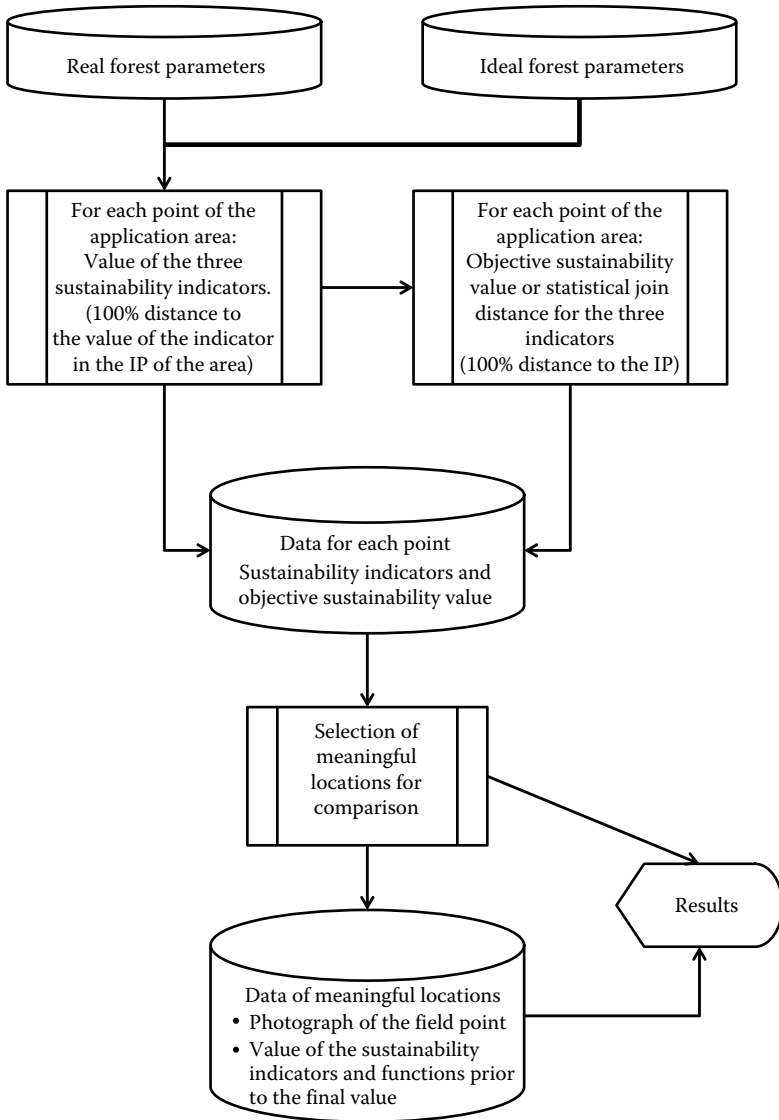 Real forest parameters
Ideal forest parameters
For each point of the
application area:
Value of the three
sustainability indicators.
(100% distance to
the value of the indicator
in the IP of the area)
For each point of the
application area:
Objective sustainability
value or statistical join
distance for the three
indicators
(100% distance to the IP)
Data for each point
Sustainability indicators and
objective sustainability value
Selection of
meaningful
locations for
comparison
Results
Data of meaningful locations
• Photograph of the field point
• Value of the sustainability
indicators and functions prior
to the final value